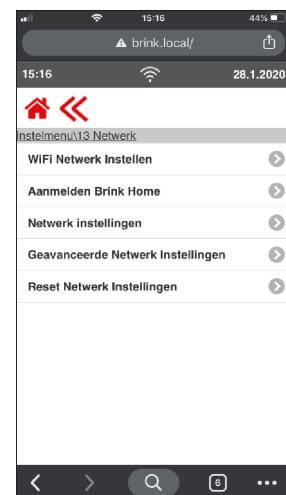 15:16
44%
brink.local/
15:16
28.1.2020
Instelmenu\13 Netwerk
WiFi Netwerk Instellen
Aanmelden Brink Home
Netwerk instellingen
Geavanceerde Netwerk Instellingen
Reset Netwerk Instellingen
6